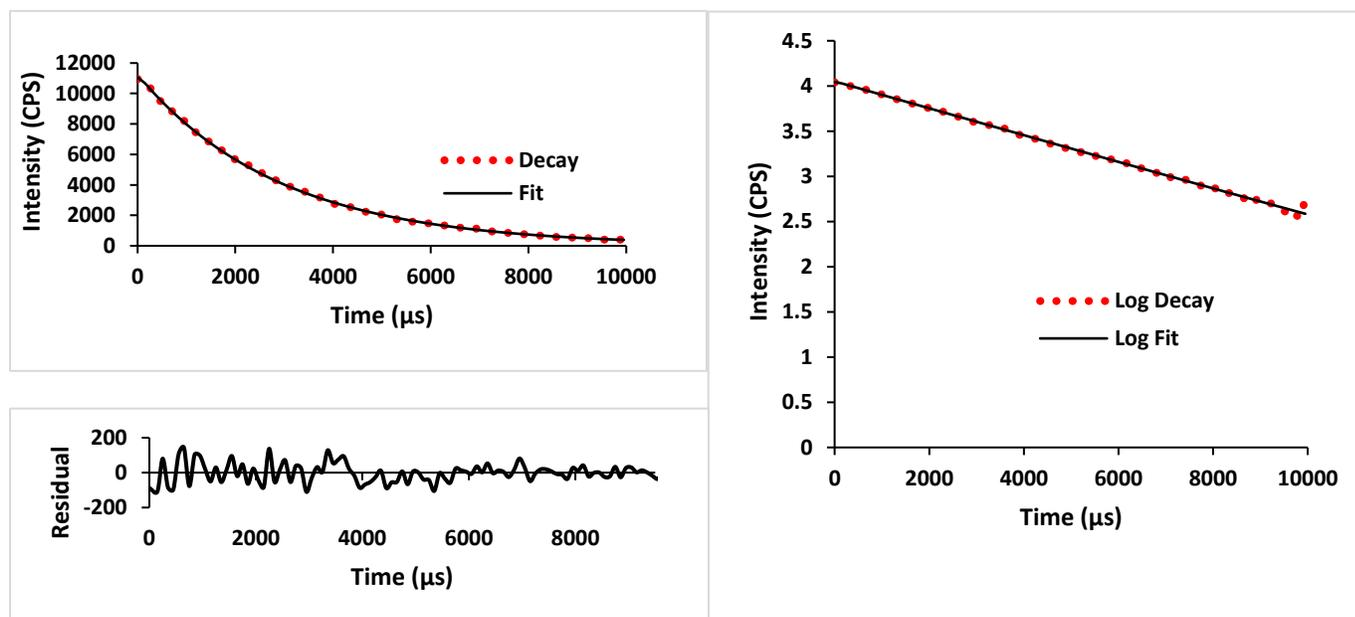 12000
10000
8000
6000
4000
2000
0
Intensity (CPS)
Decay
Fit
0 2000 4000 6000 8000 10000
Time (µs)
200
0
-200
Residual
0 2000 4000 6000 8000
Time (µs)
4.5
4
3.5
3
2.5
2
1.5
1
0.5
0
Intensity (CPS)
Log Decay
Log Fit
0 2000 4000 6000 8000 10000
Time (µs)